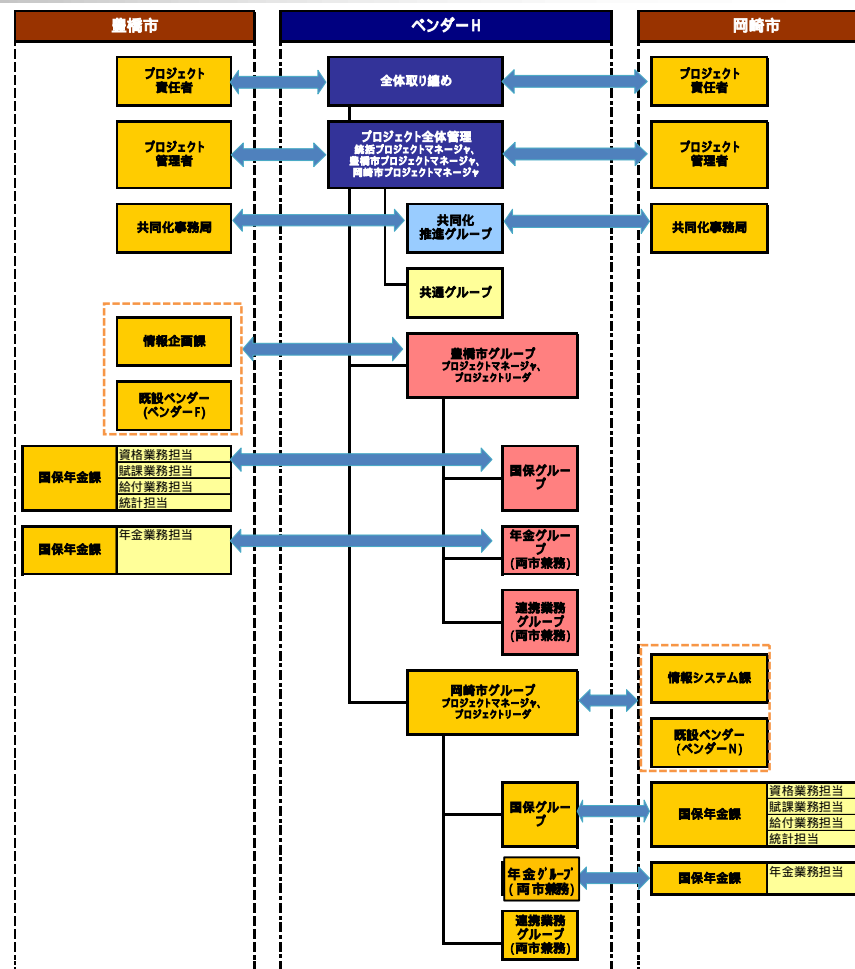 豊橋市
ベンダーH
岡崎市
プロジェクト
責任者
全体取り纏め
プロジェクト
責任者
プロジェクト
管理者
プロジェクト全体管理
統括プロジェクトマネージャ、
豊橋市プロジェクトマネージャ、
岡崎市プロジェクトマネージャ
プロジェクト
管理者
共同化事務局
共同化
推進グループ
共同化事務局
共通グループ
情報企画課
豊橋市グループ
プロジェクトマネージャ、
プロジェクトリーダ
既設ベンダー
(ベンダーF)
国保年金課
資格業務担当
賦課業務担当
給付業務担当
統計担当
国保グルー
プ
国保年金課
年金業務担当
年金グルー
プ
(両市兼務)
連携業務
グループ
(両市兼務)
岡崎市グループ
プロジェクトマネージャ、
プロジェクトリーダ
情報システム課
既設ベンダー
(ベンダーN)
国保グルー
プ
国保年金課
資格業務担当
賦課業務担当
給付業務担当
統計担当
年金グループ
(両市兼務)
国保年金課
年金業務担当
連携業務
グループ
(両市兼務)